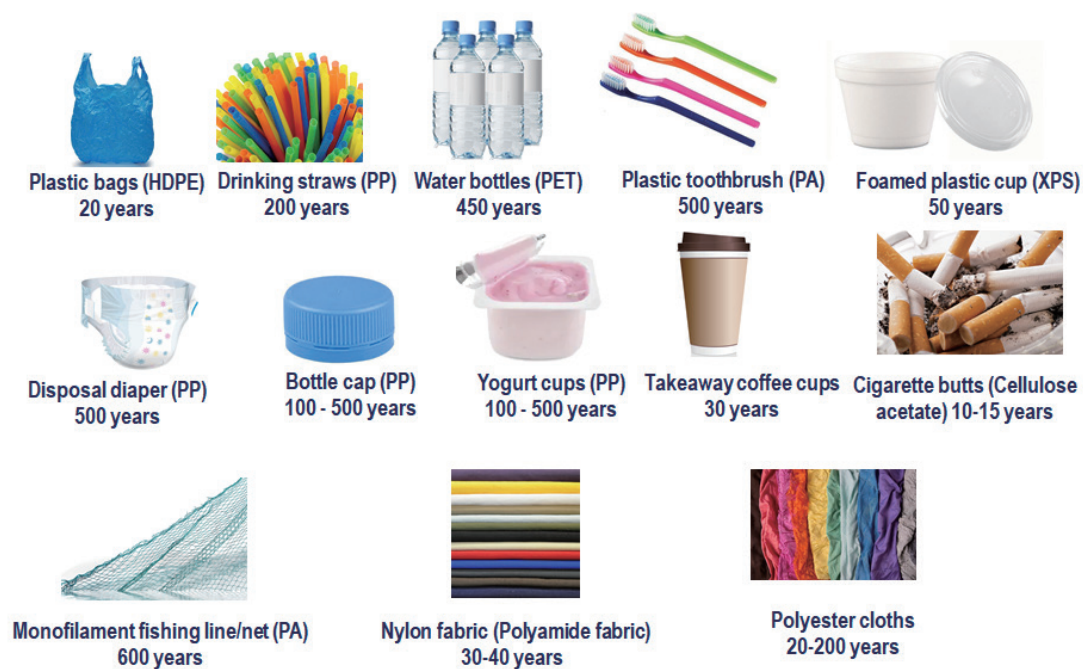 Plastic bags (HDPE)
20 years
Drinking straws (PP)
200 years
Water bottles (PET)
450 years
Plastic toothbrush (PA)
500 years
Foamed plastic cup (XPS)
50 years
Disposal diaper (PP)
500 years
Bottle cap (PP)
100 - 500 years
Yogurt cups (PP)
100 - 500 years
Takeaway coffee cups
30 years
Cigarette butts (Cellulose
acetate) 10-15 years
Monofilament fishing line/net (PA)
600 years
Nylon fabric (Polyamide fabric)
30-40 years
Polyester cloths
20-200 years